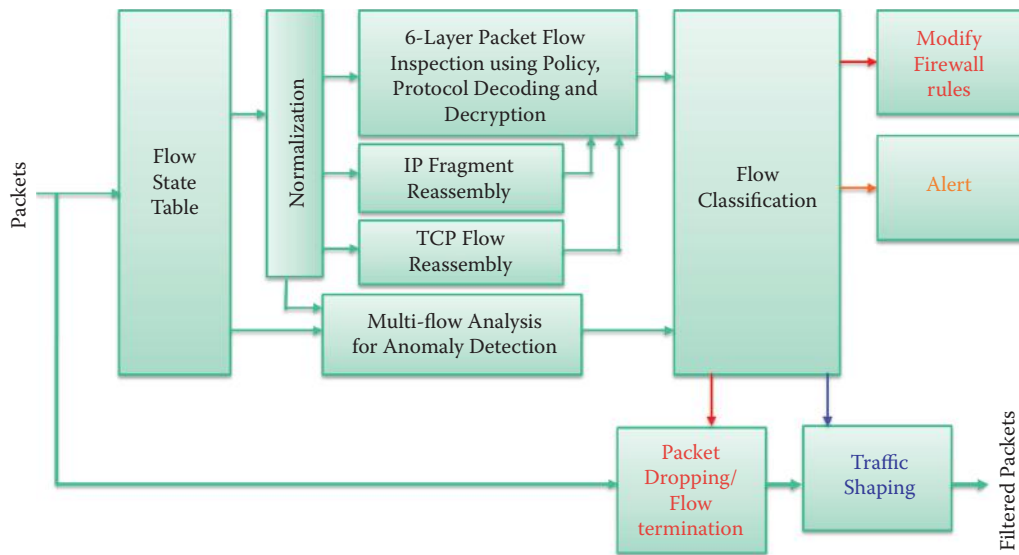 Packets
Flow
State
Table
Normalization
6-Layer Packet Flow
Inspection using Policy,
Protocol Decoding and
Decryption
IP Fragment
Reassembly
TCP Flow
Reassembly
Multi-flow Analysis
for Anomaly Detection
Flow
Classification
Modify
Firewall
rules
Alert
Packet
Dropping/
Flow
termination
Traffic
Shaping
Filtered Packets